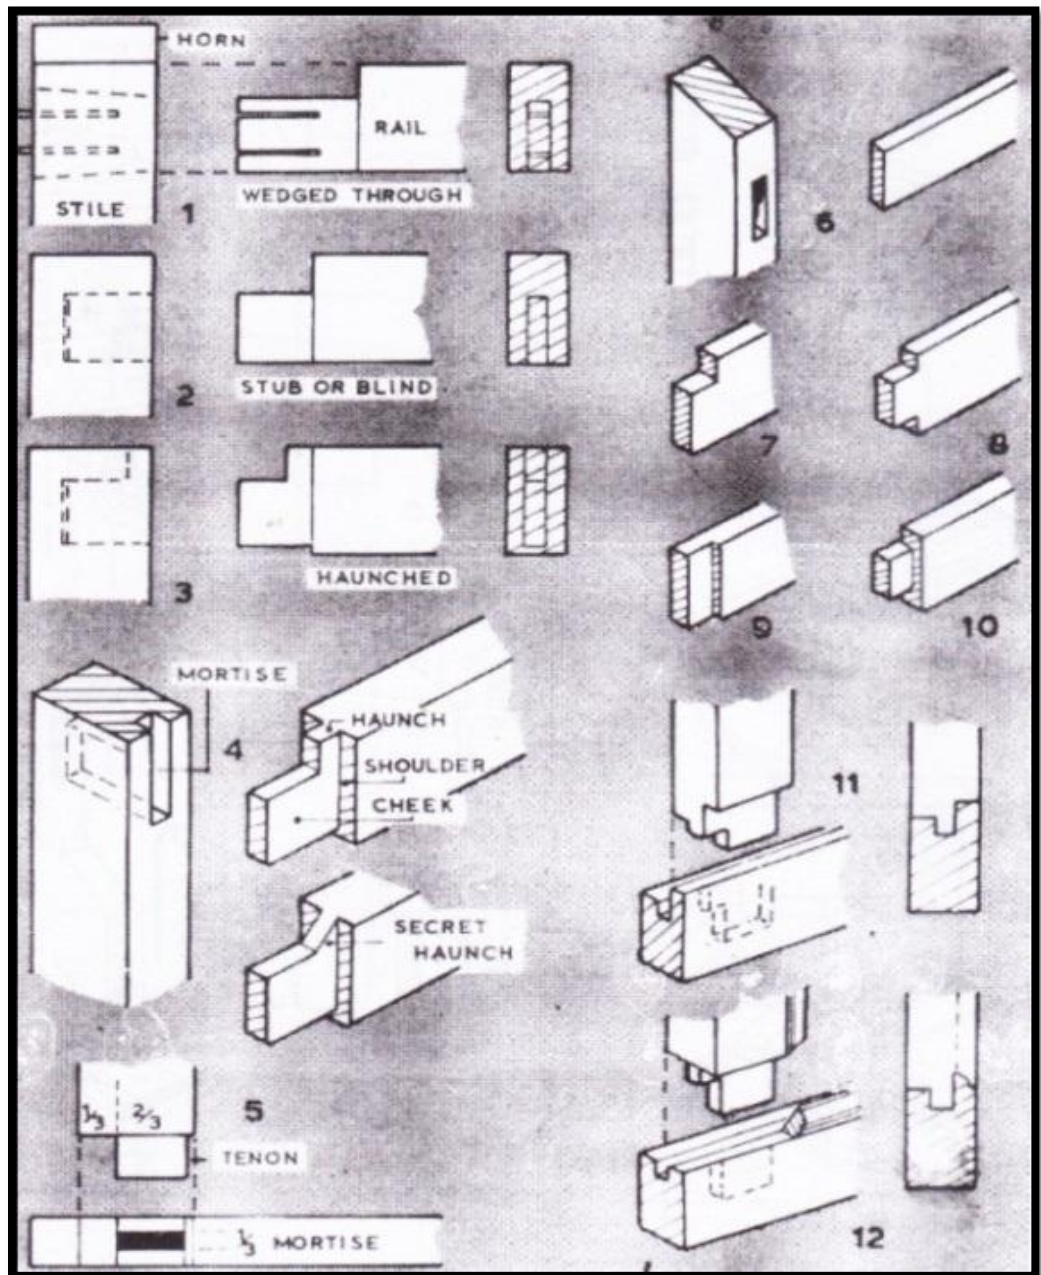 HORN
RAIL
STILE
1
WEDGED THROUGH
6
2
STUB OR BLIND
7
8
3
HAUNCHED
9
10
MORTISE
4
HAUNCH
SHOULDER
CHEEK
11
SECRET
HAUNCH
5
1/3 2/3
TENON
1/3 MORTISE
12